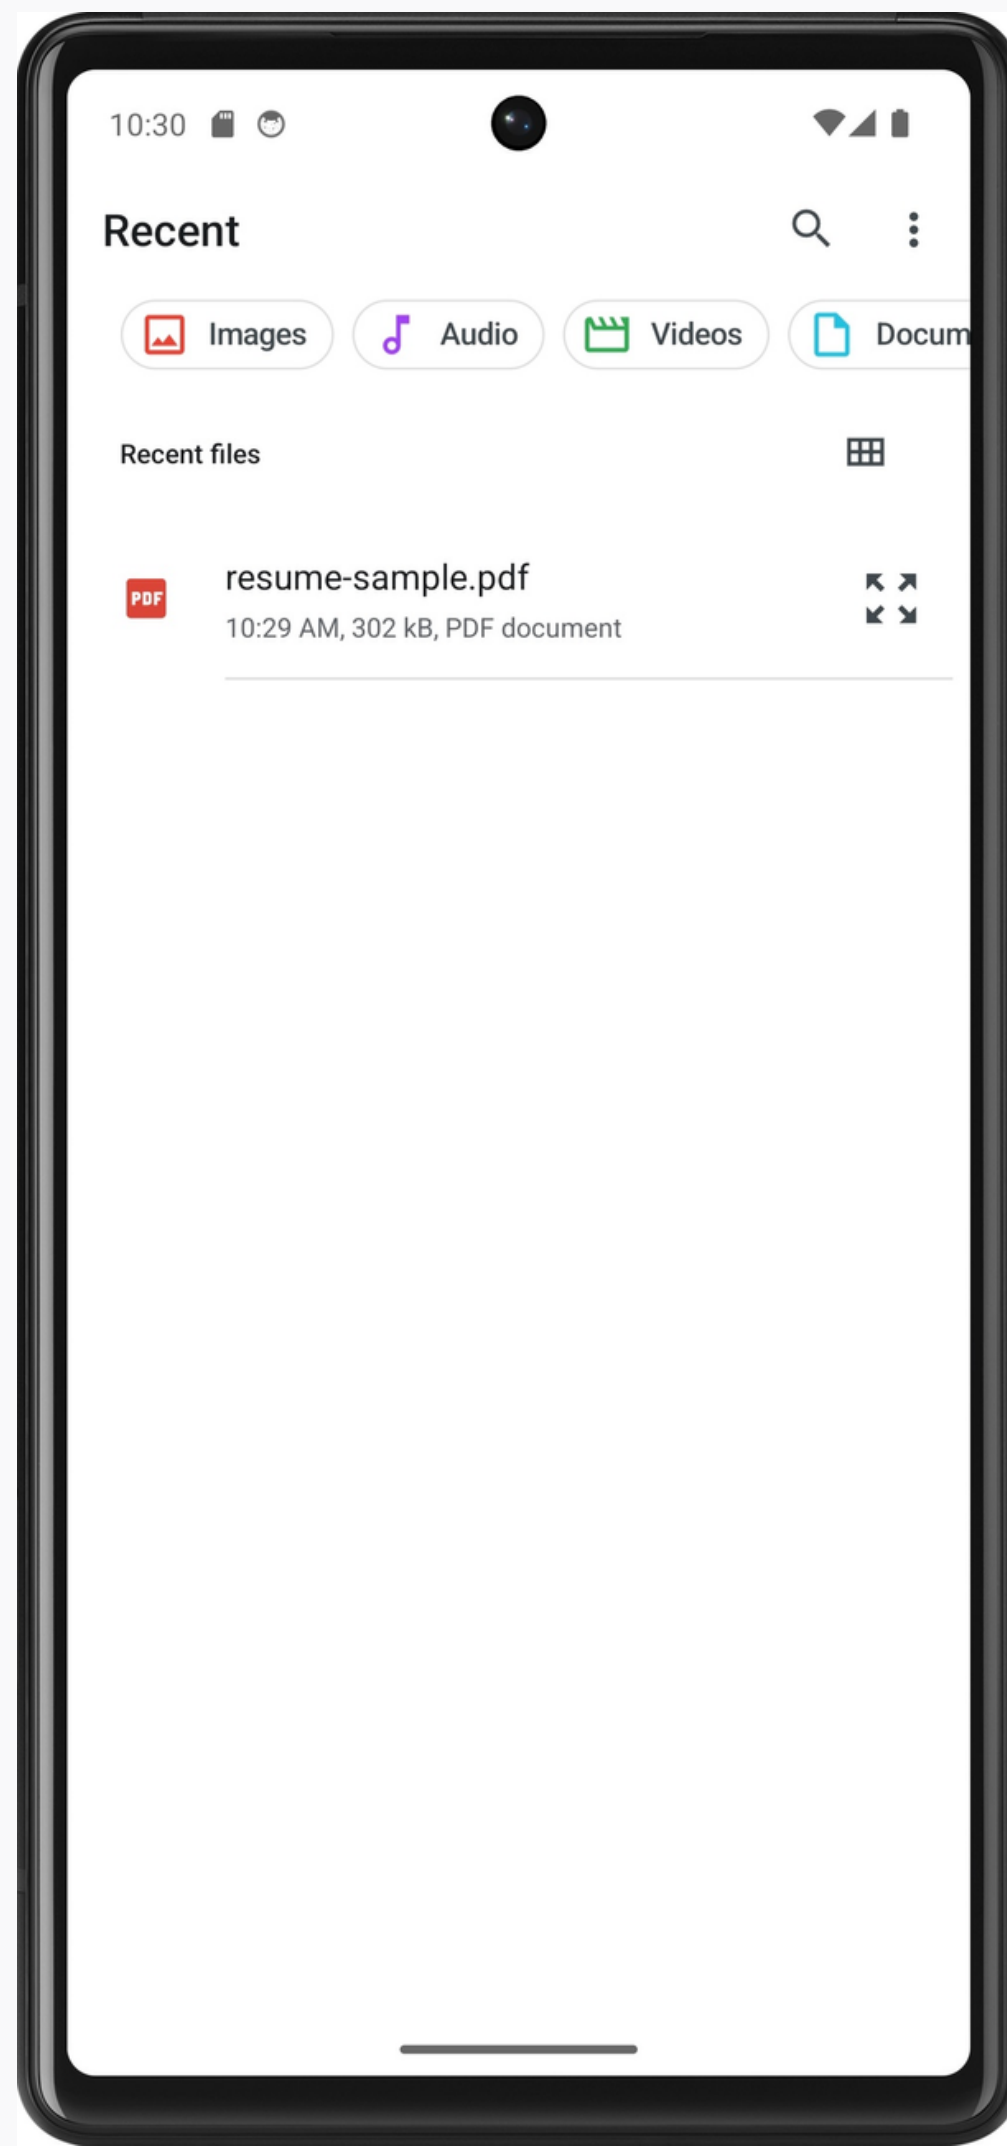 10:30
Recent
Images Audio Videos Docum
Recent files
PDF
resume-sample.pdf
10:29 AM, 302 kB, PDF document